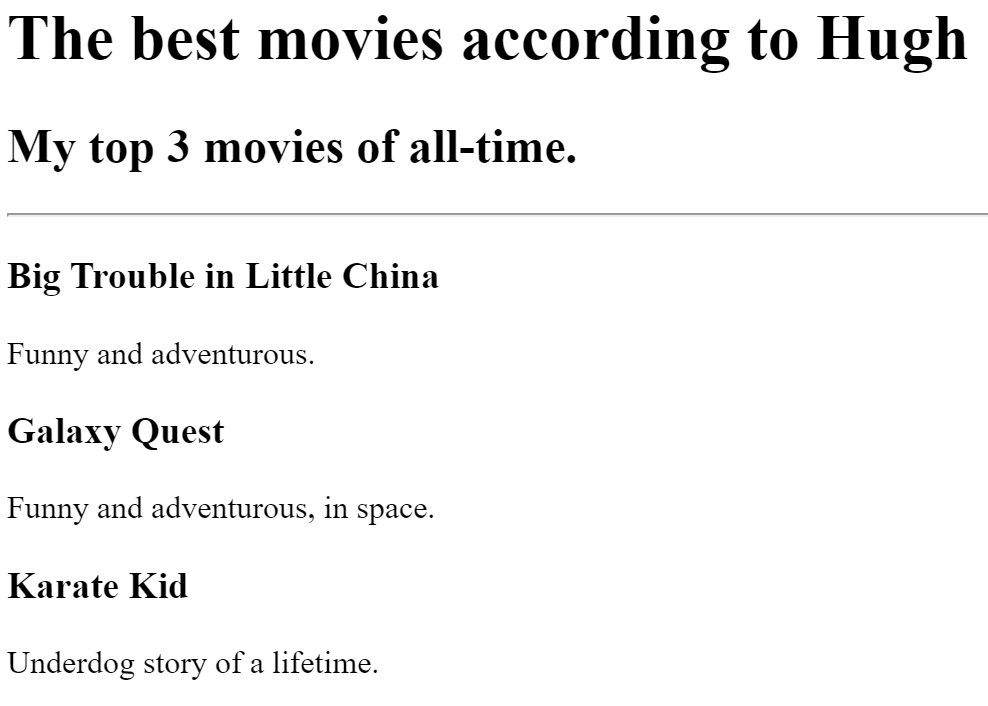 The best movies according to Hugh
My top 3 movies of all-time.
Big Trouble in Little China
Funny and adventurous.
Galaxy Quest
Funny and adventurous, in space.
Karate Kid
Underdog story of a lifetime.